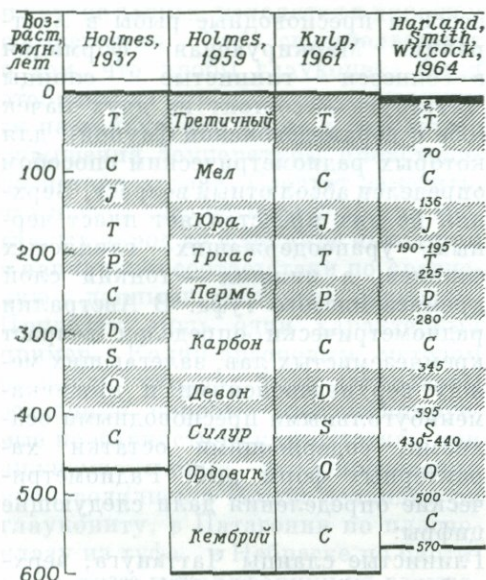 Воз-
раст,
млн.
лет
0
100
200
300
400
500
600
Holmes,
1937
T
C
J
T
P
D
S
O
C
Holmes,
1959
Третичный
Мел
Юра
Триас
Пермь
Карбон
Девон
Силур
Ордовик
Кембрий
Kulp,
1961
T
C
J
T
P
C
D
S
O
C
Harland,
Smith,
Wilcock,
1964
2
T
70
C
136
J
190-195
T
225
P
280
C
345
D
395
S
430-440
O
500
C
570